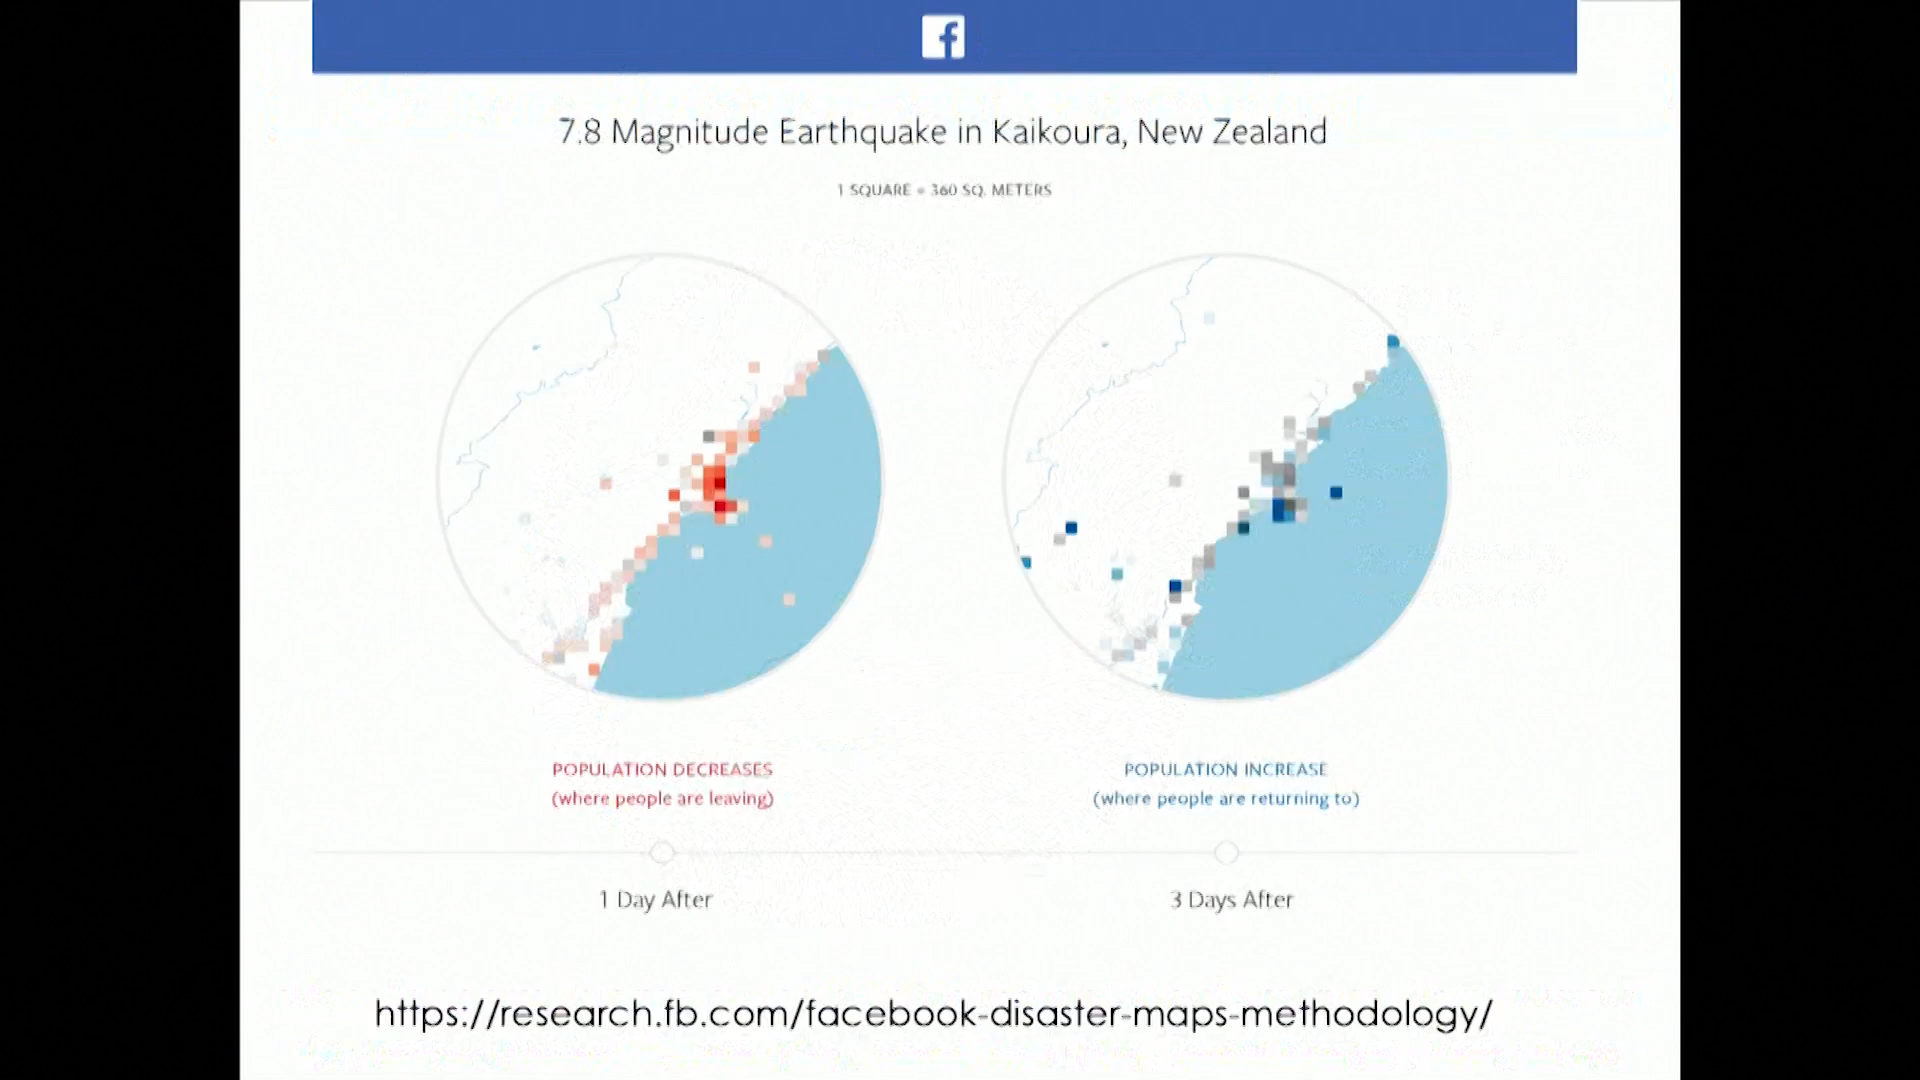 f
7.8 Magnitude Earthquake in Kaikoura, New Zealand
1 SQUARE = 360 SQ. METERS
POPULATION DECREASES
(where people are leaving)
POPULATION INCREASE
(where people are returning to)
1 Day After
3 Days After
https://research.fb.com/facebook-disaster-maps-methodology/